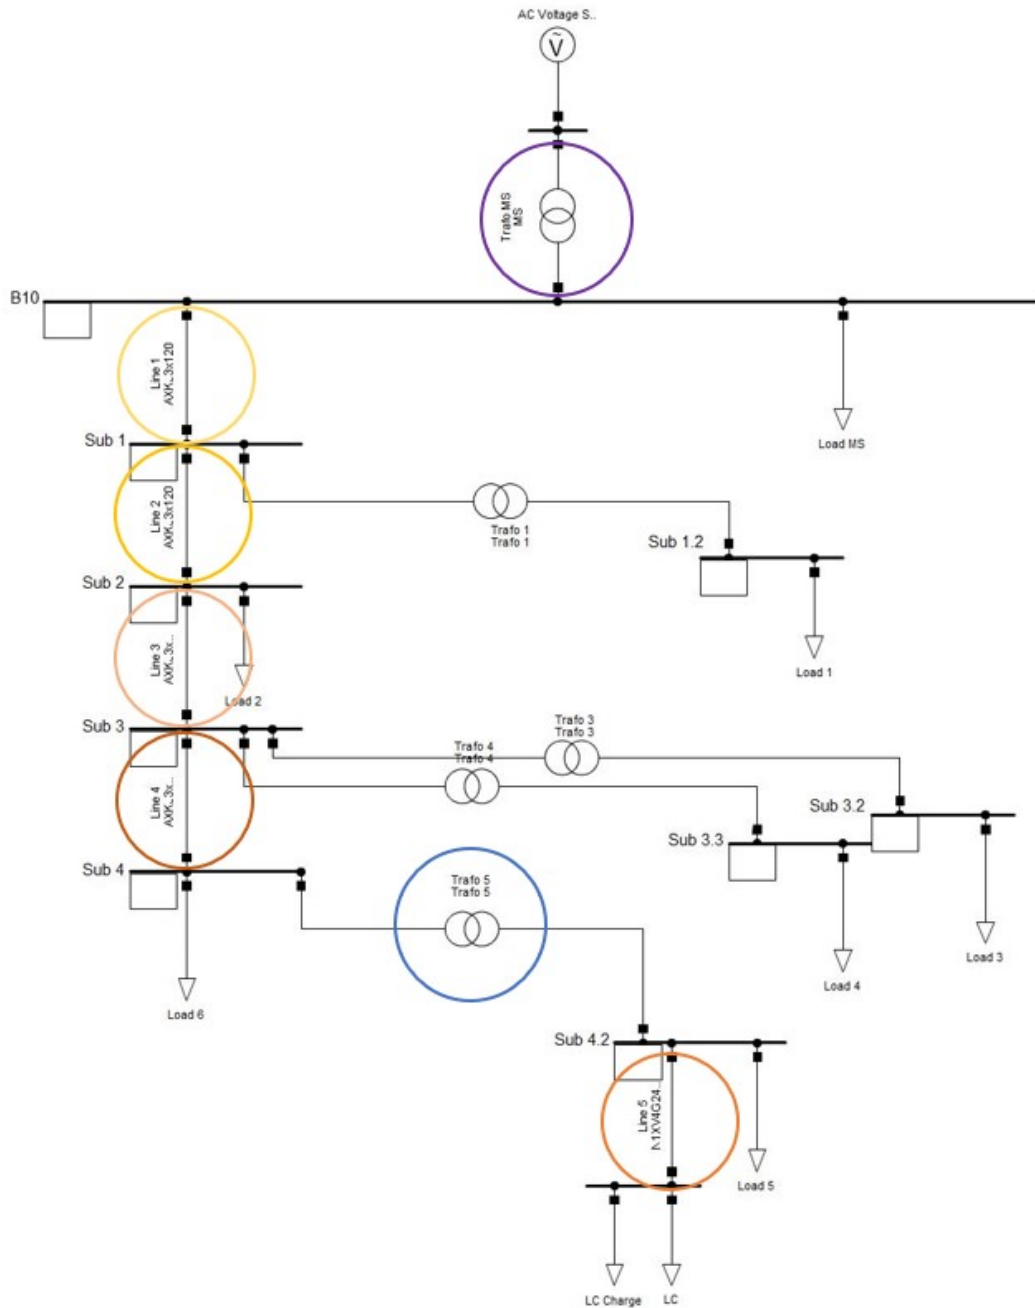 AC Voltage S..
V
Trafo MS
MS
B10
Line 1
AXK..3x120
Load MS
Sub 1
Line 2
AXK..3x120
Trafo 1
Trafo 1
Sub 1.2
Load 1
Sub 2
Line 3
AXK..3x..
Load 2
Sub 3
Trafo 3
Trafo 3
Trafo 4
Trafo 4
Line 4
AXK..3x..
Sub 3.2
Sub 3.3
Load 3
Load 4
Sub 4
Trafo 5
Trafo 5
Load 6
Sub 4.2
Line 5
N1XV4G24..
Load 5
LC Charge
LC